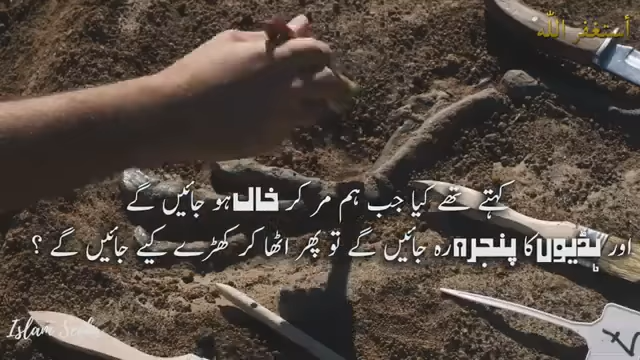 أستغفر الله
کہتے تھے کیا جب ہم مر کر خاک ہو جائیں گے
اور ہڈیوں کا پنجرہ رہ جائیں گے تو پھر اٹھا کر کھڑے کیے جائیں گے ؟